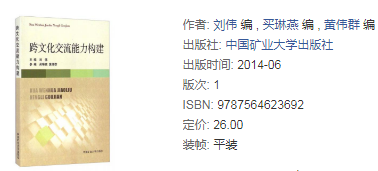 跨文化交流能力构建
作者: 刘伟 编 , 买琳燕 编 , 黄伟群 编
出版社: 中国矿业大学出版社
出版时间: 2014-06
版次: 1
ISBN: 9787564623692
定价: 26.00
装帧: 平装